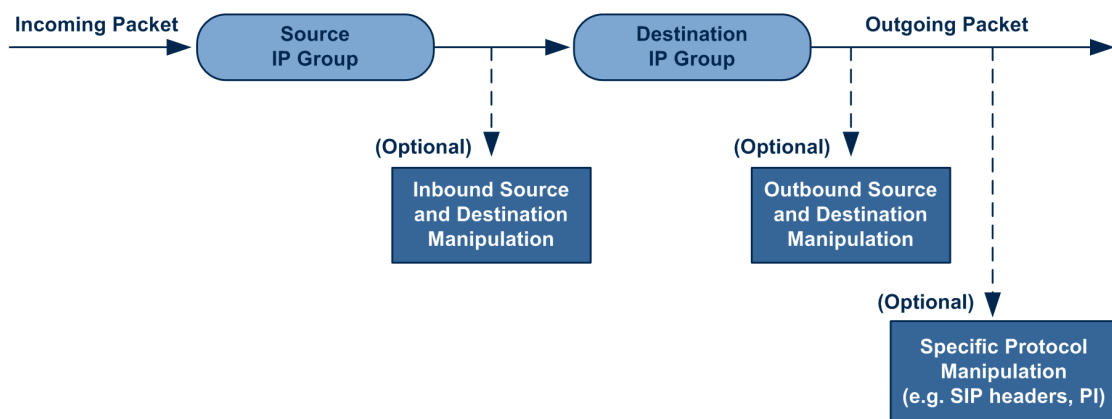 Incoming Packet
Source
IP Group
Destination
IP Group
Outgoing Packet
(Optional)
Inbound Source
and Destination
Manipulation
(Optional)
Outbound Source
and Destination
Manipulation
(Optional)
Specific Protocol
Manipulation
(e.g. SIP headers, PI)